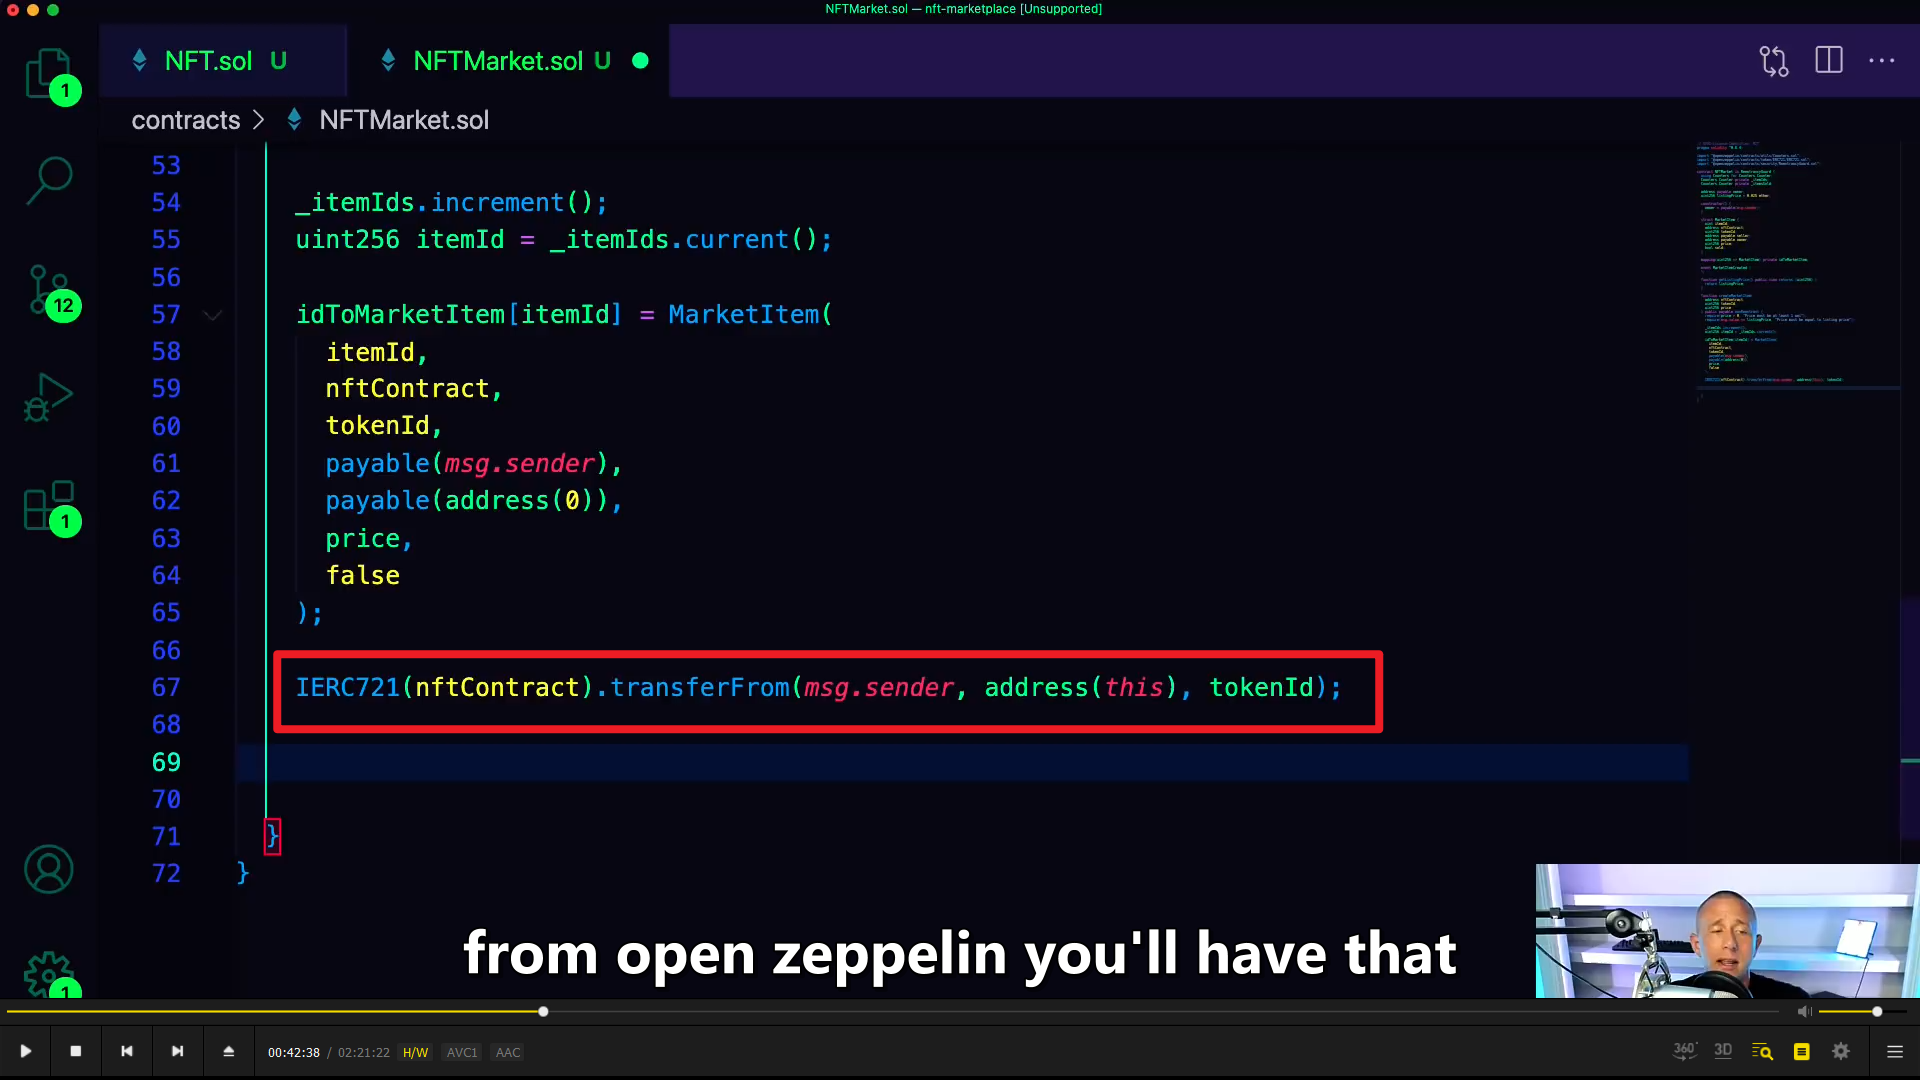 NFTMarket.sol — nft-marketplace [Unsupported]
NFT.sol U
NFTMarket.sol U
contracts > NFTMarket.sol
1
12
1
1
53
54 _itemIds.increment();
55 uint256 itemId = _itemIds.current();
56
57 idToMarketItem[itemId] = MarketItem(
58 itemId,
59 nftContract,
60 tokenId,
61 payable(msg.sender),
62 payable(address(0)),
63 price,
64 false
65 );
66
67 IERC721(nftContract).transferFrom(msg.sender, address(this), tokenId);
68
69
70
71 }
72 }
from open zeppelin you'll have that
00:42:38 / 02:21:22 H/W AVC1 AAC
360° 3D